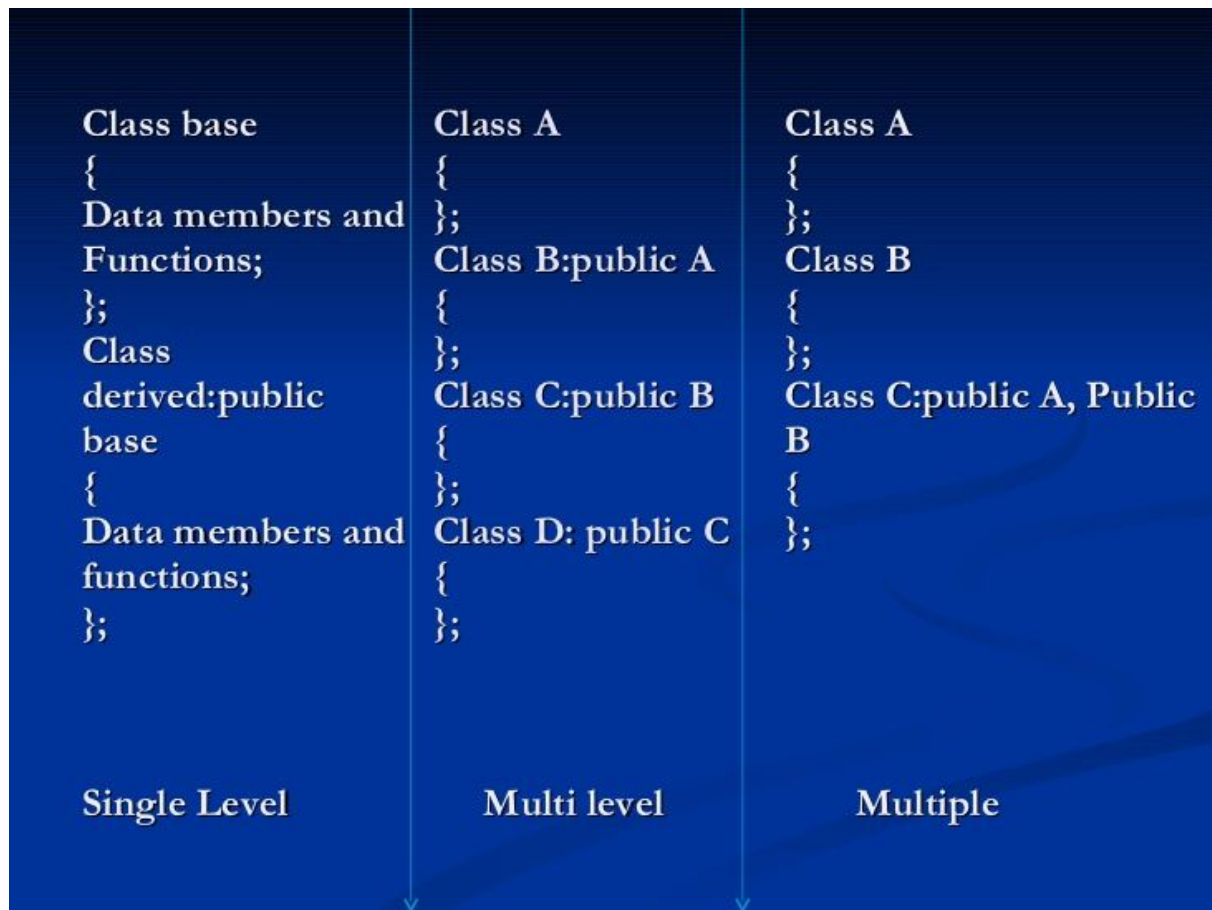 Class base
{
Data members and
Functions;
};
Class
derived:public
base
{
Data members and
functions;
};
Single Level
Class A
{
};
Class B:public A
{
};
Class C:public B
{
};
Class D: public C
{
};
Multi level
Class A
{
};
Class B
{
};
Class C:public A, Public
B
{
};
Multiple